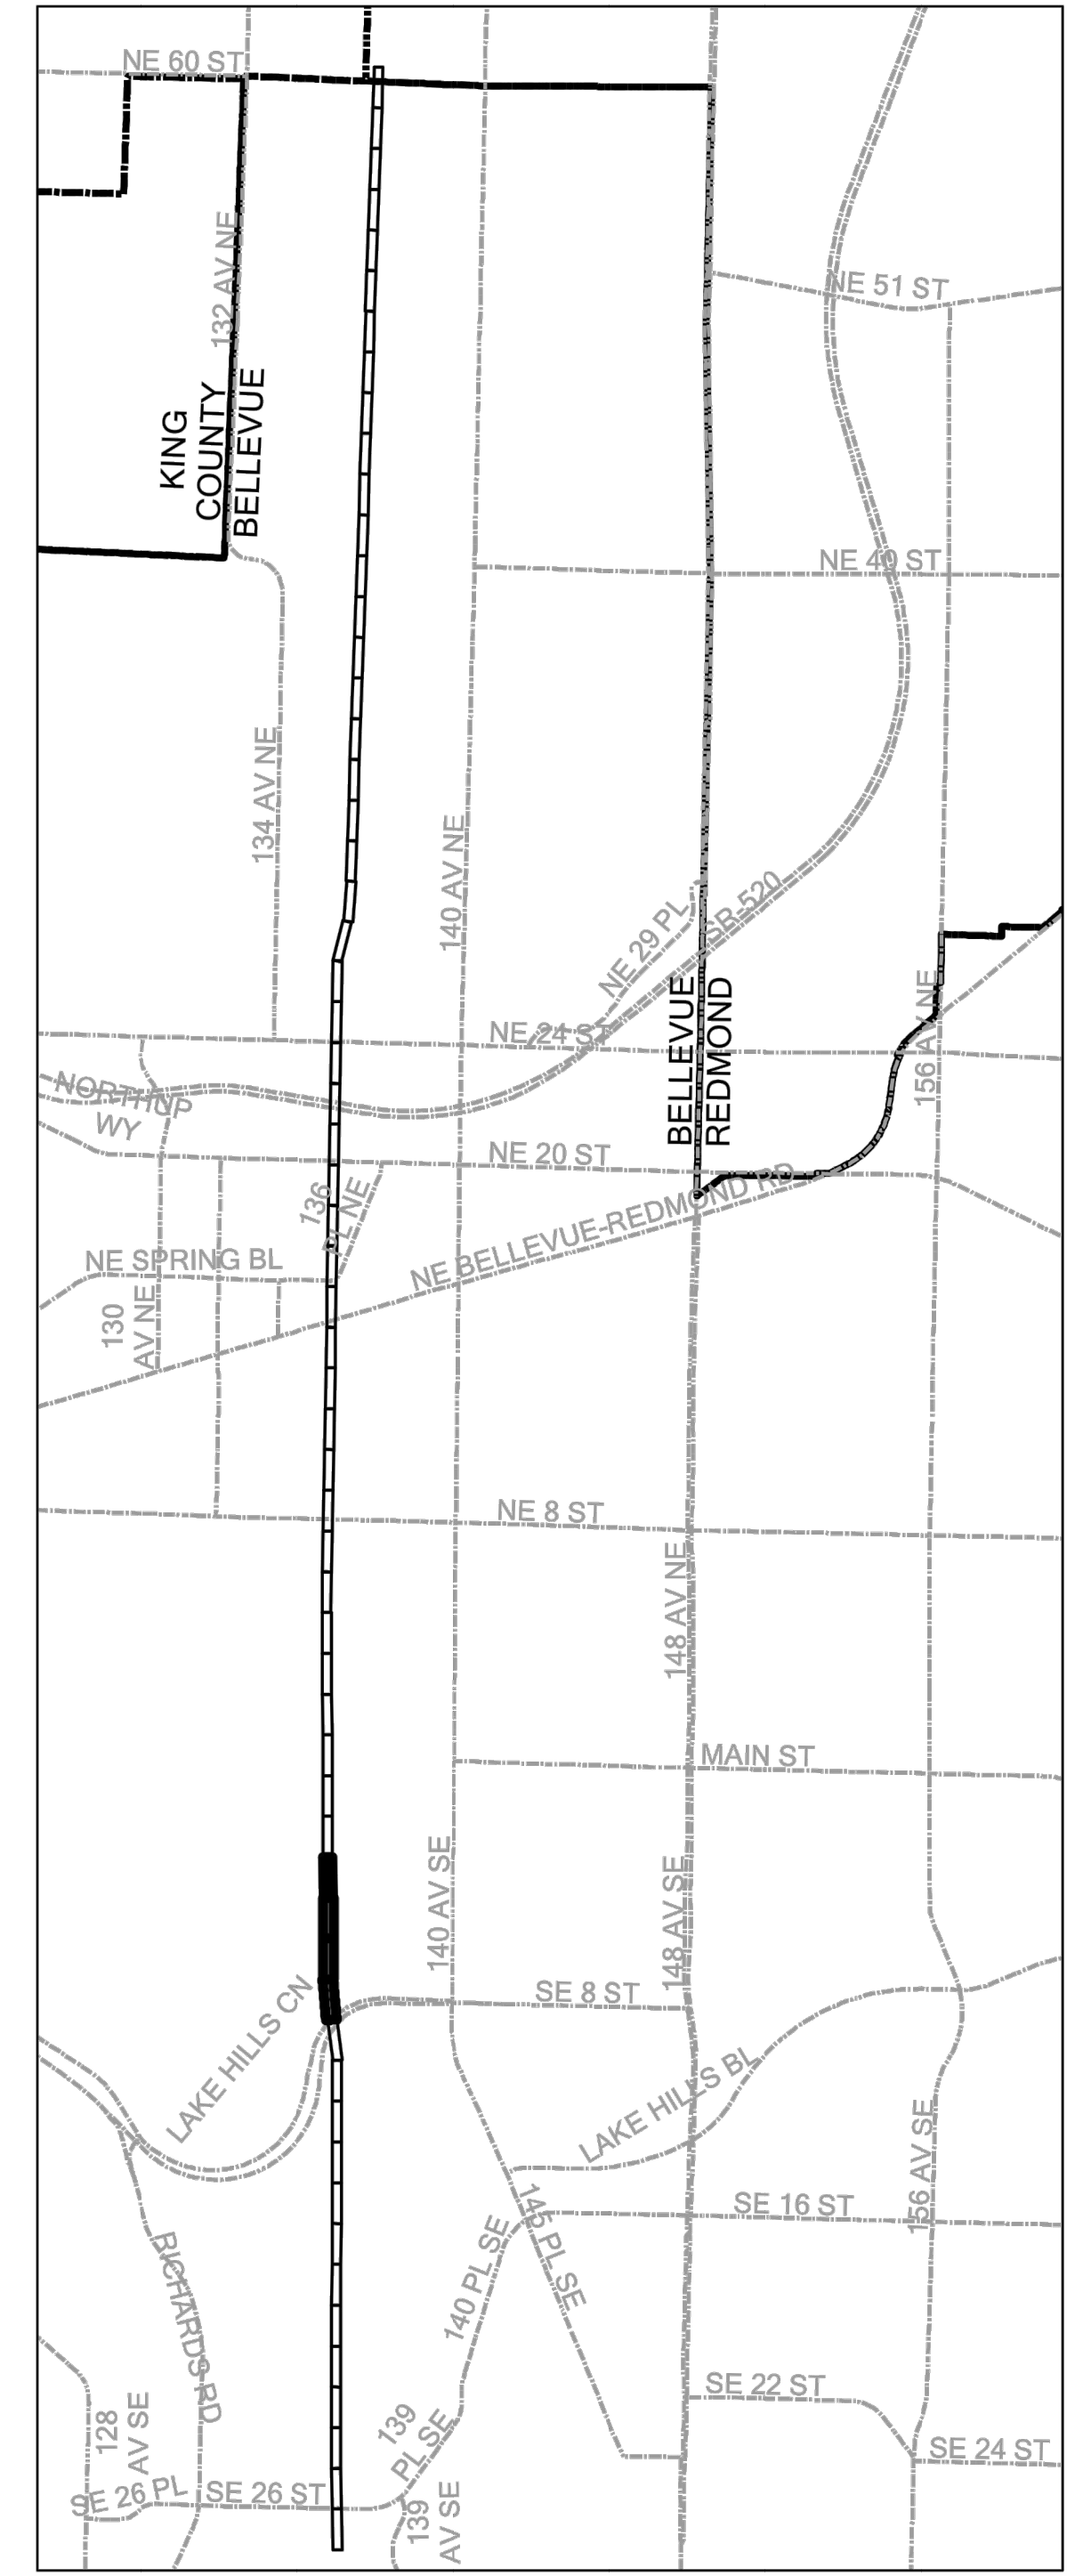 NE 60 ST
132 AV NE
NE 51 ST
KING
COUNTY
BELLEVUE
NE 40 ST
134 AV NE
140 AV NE
NE 29 PL
SR-520
BELLEVUE
REDMOND
156 AV NE
NE 24 ST
NORTHUP
WY
NE 20 ST
136
PL NE
NE BELLEVUE-REDMOND RD
NE SPRING BL
130
AV NE
NE 8 ST
148 AV NE
MAIN ST
140 AV SE
148 AV SE
SE 8 ST
LAKE HILLS CN
LAKE HILLS BL
156 AV SE
SE 16 ST
145 PL SE
140 PL SE
RICHARDS RD
SE 22 ST
128
AV SE
139
PL SE
SE 24 ST
SE 26 PL
SE 26 ST
139
AV SE